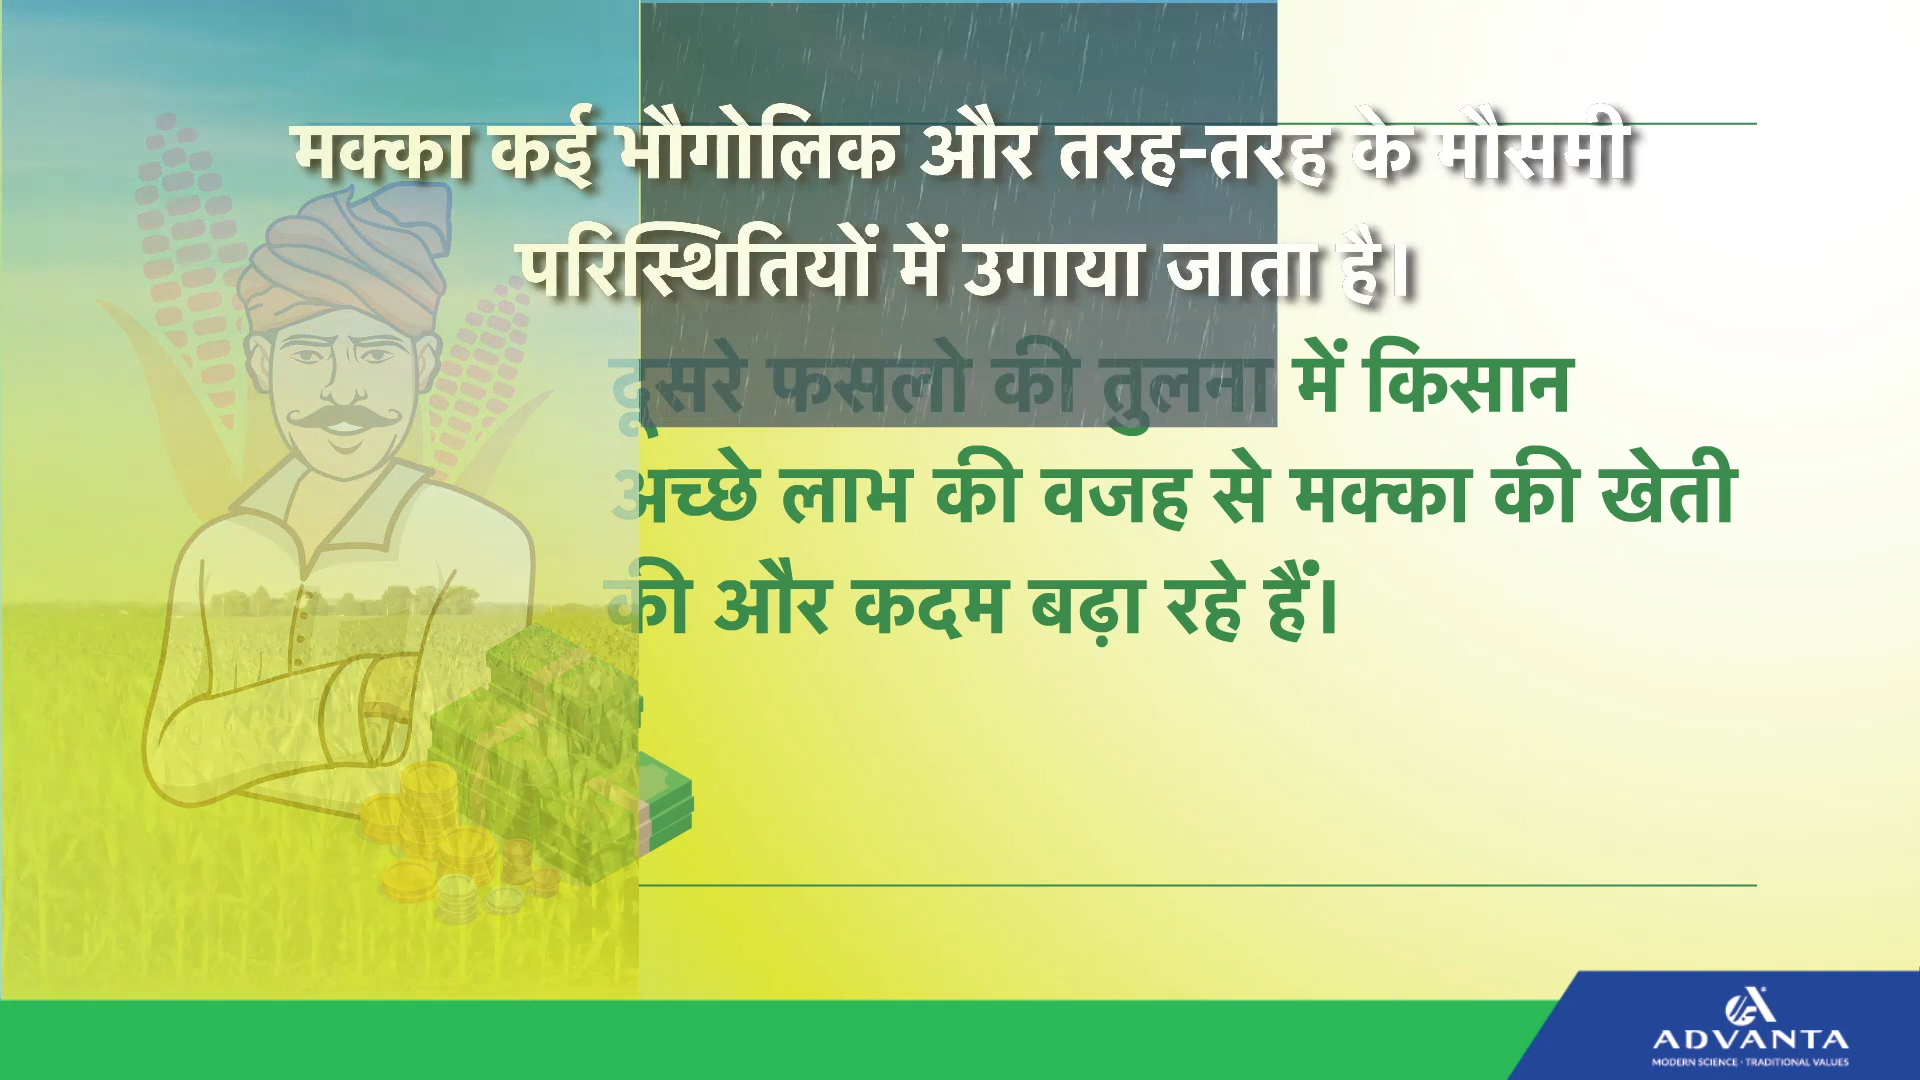 मक्का कई भौगोलिक और तरह-तरह के मौसमी
परिस्थितियों में उगाया जाता है।
दूसरे फसलो की तुलना में किसान
अच्छे लाभ की वजह से मक्का की खेती
की और कदम बढ़ा रहे हैं।
ADVANTA
MODERN SCIENCE · TRADITIONAL VALUES